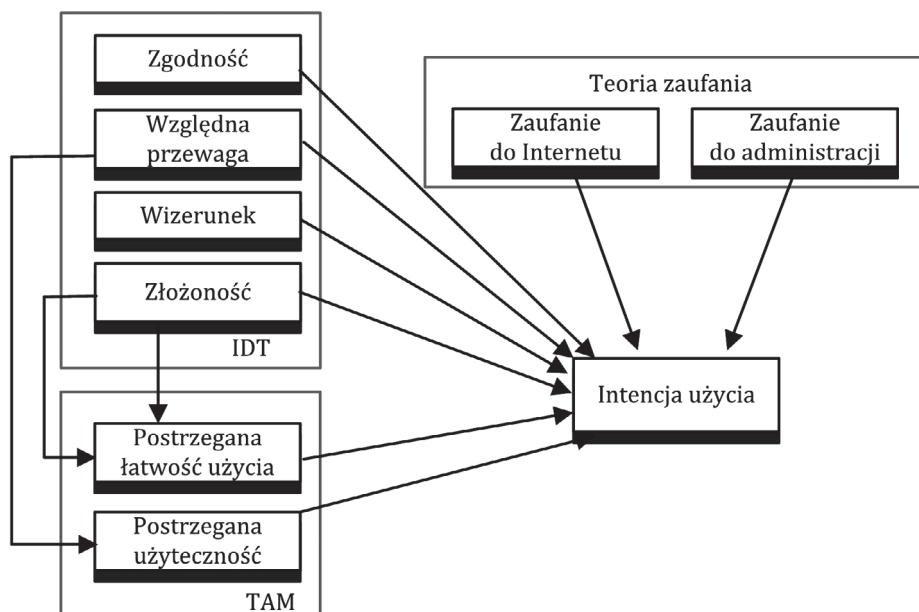 Zgodność
Względna
przewaga
Wizerunek
Złożoność
IDT
Postrzegana
łatwość użycia
Postrzegana
użyteczność
TAM
Teoria zaufania
Zaufanie
do Internetu
Zaufanie
do administracji
Intencja użycia